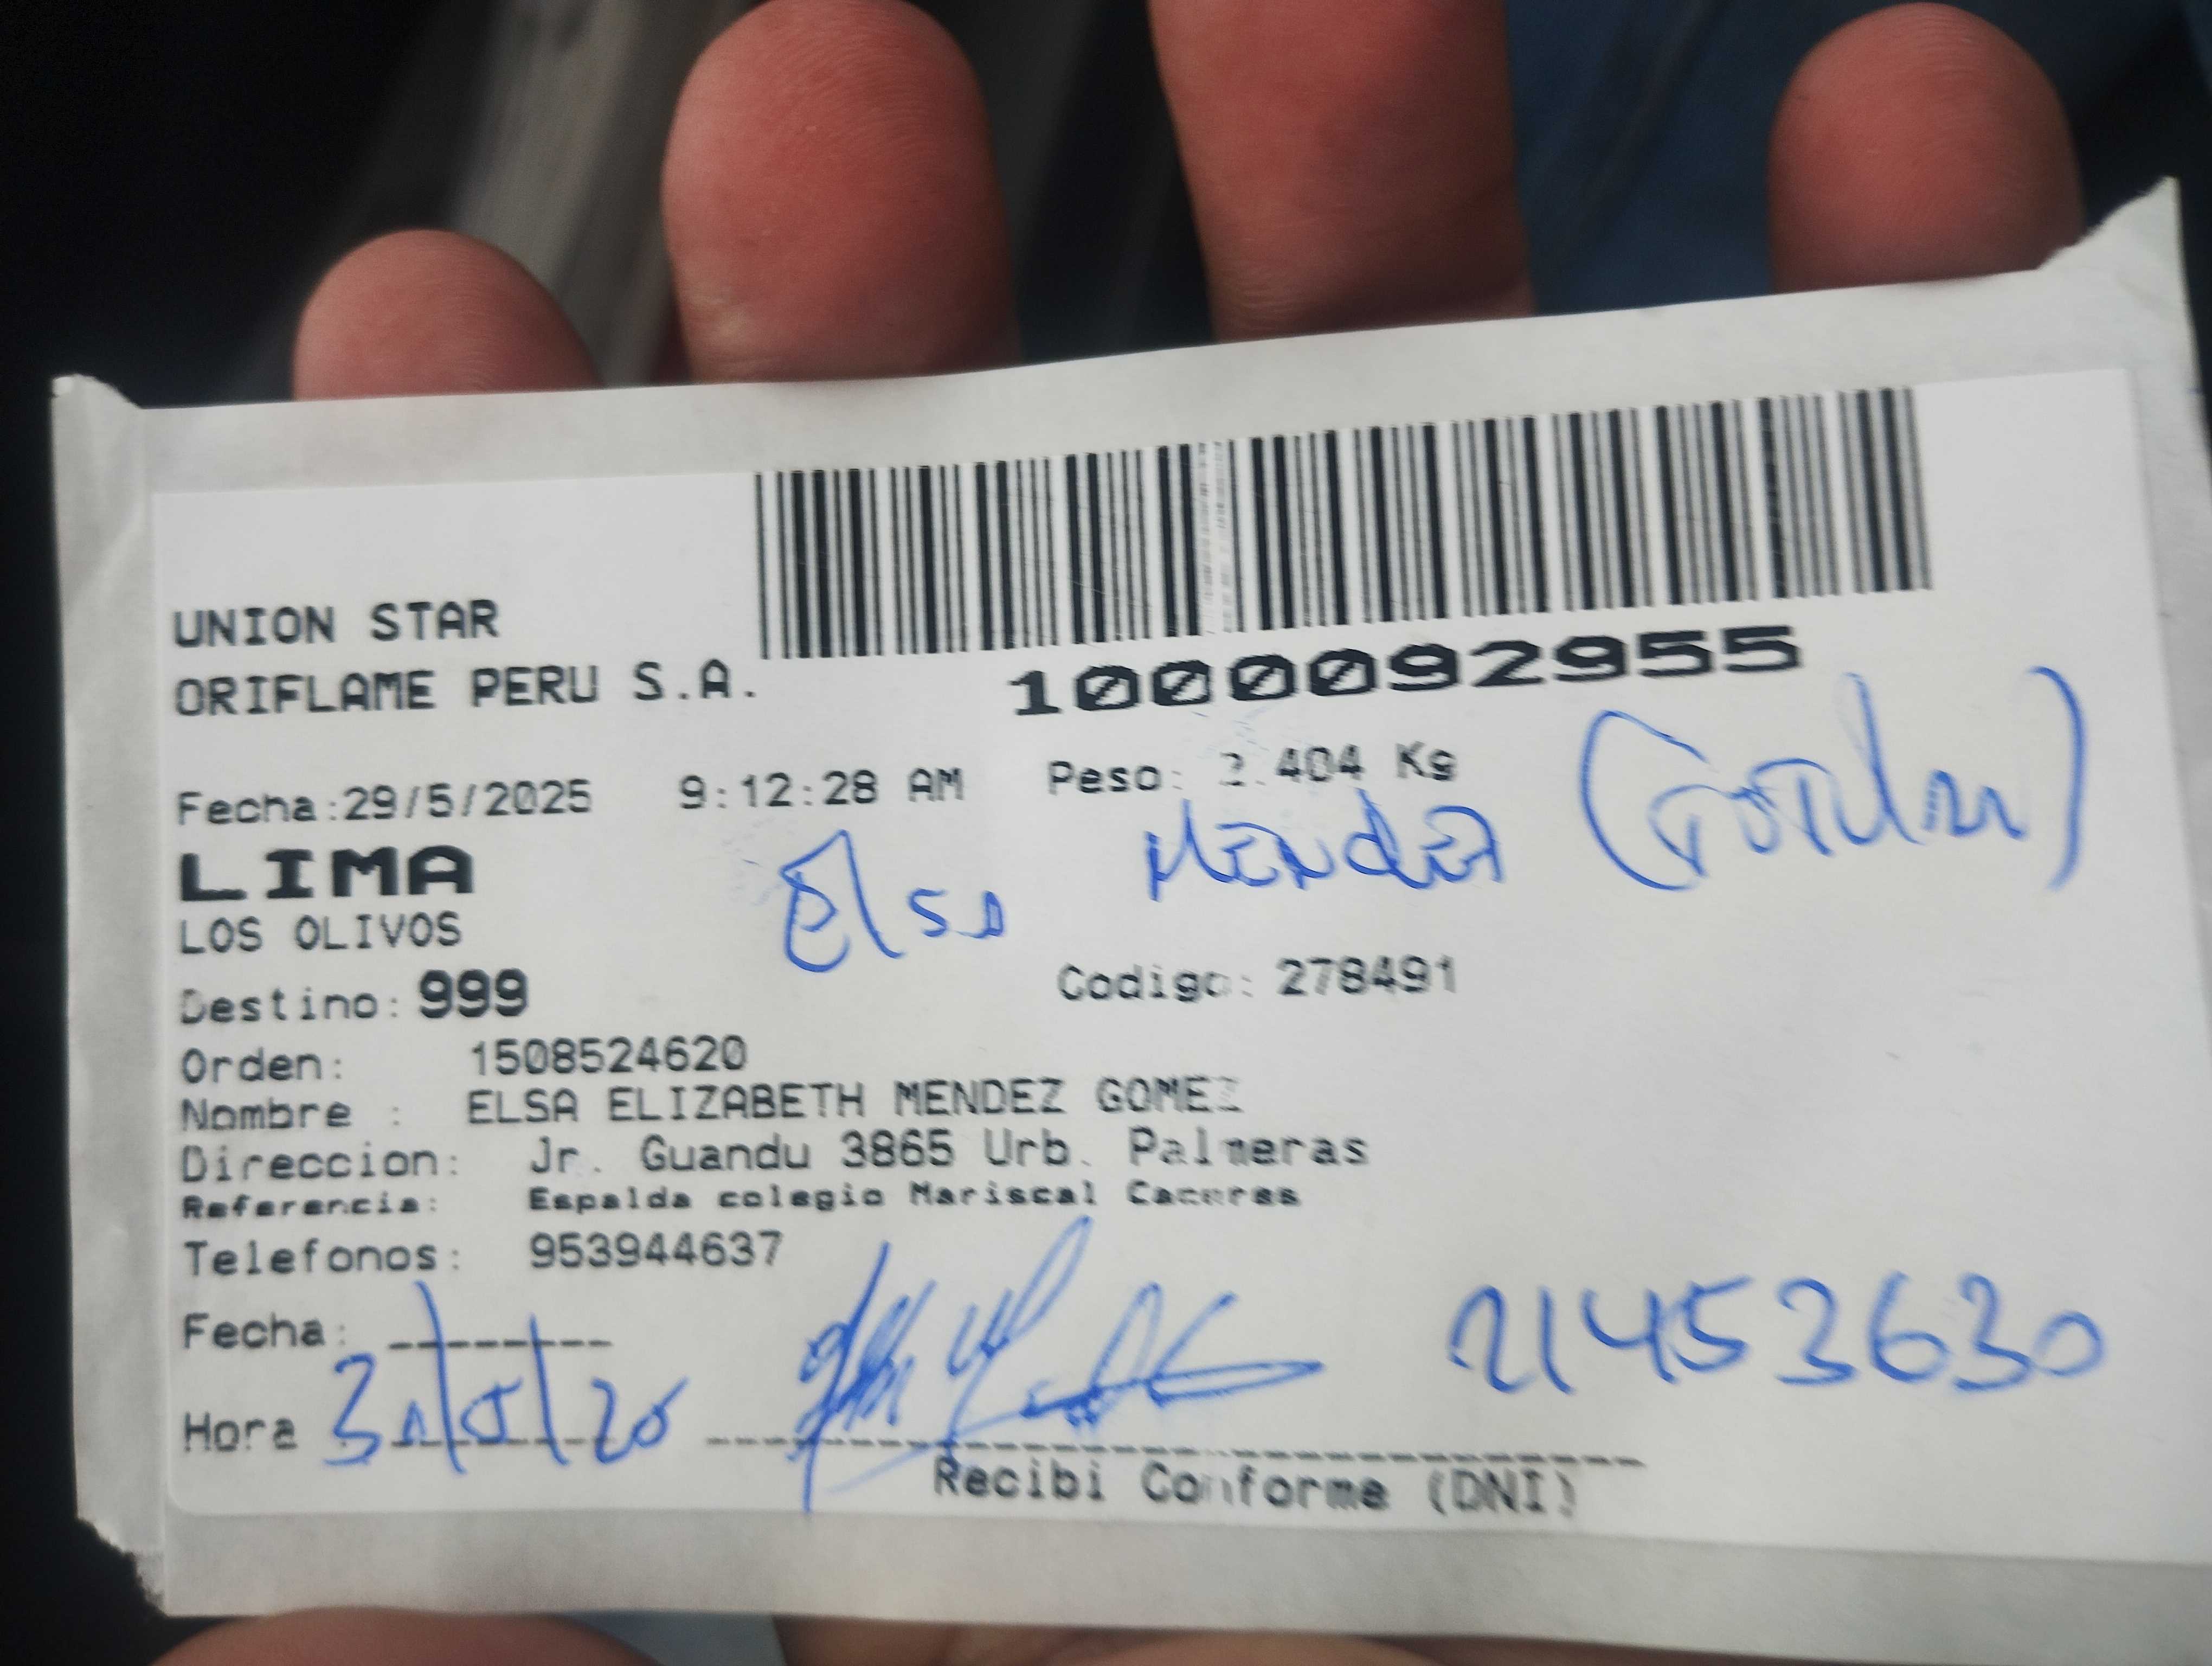 UNION STAR
ORIFLAME PERU S.A.
1000092955
Fecha:29/5/2025 9:12:28 AM Peso: 2.404 Kg
LIMA
Elsa Mendez (Titular)
LOS OLIVOS
Destino: 999 Codigo: 278491
Orden: 1508524620
Nombre : ELSA ELIZABETH MENDEZ GOMEZ
Direccion: Jr. Guandu 3865 Urb. Palmeras
Referencia: Espalda colegio Mariscal Caceres
Telefonos: 953944637
Fecha:
21453630
Hora
Recibi Conforme (DNI)